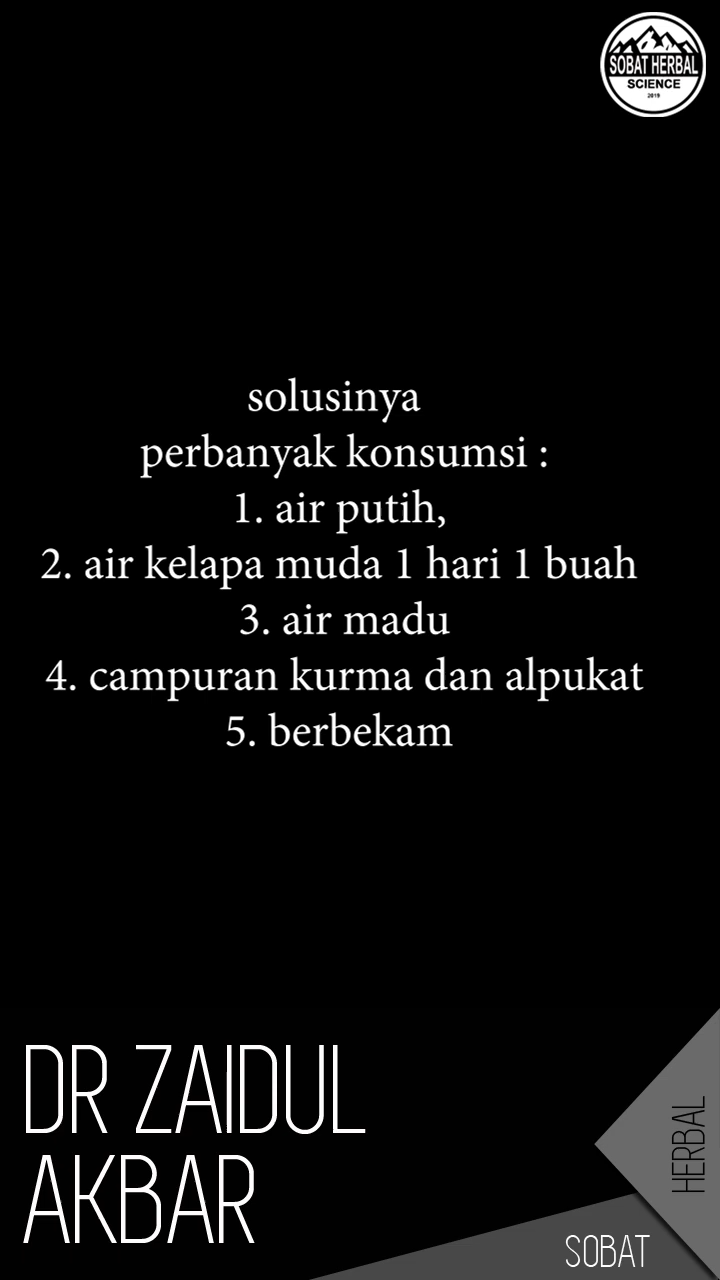 SOBAT HERBAL
SCIENCE
2019
solusinya
perbanyak konsumsi :
1. air putih,
2. air kelapa muda 1 hari 1 buah
3. air madu
4. campuran kurma dan alpukat
5. berbekam
DR ZAIDUL
AKBAR
HERBAL
SOBAT